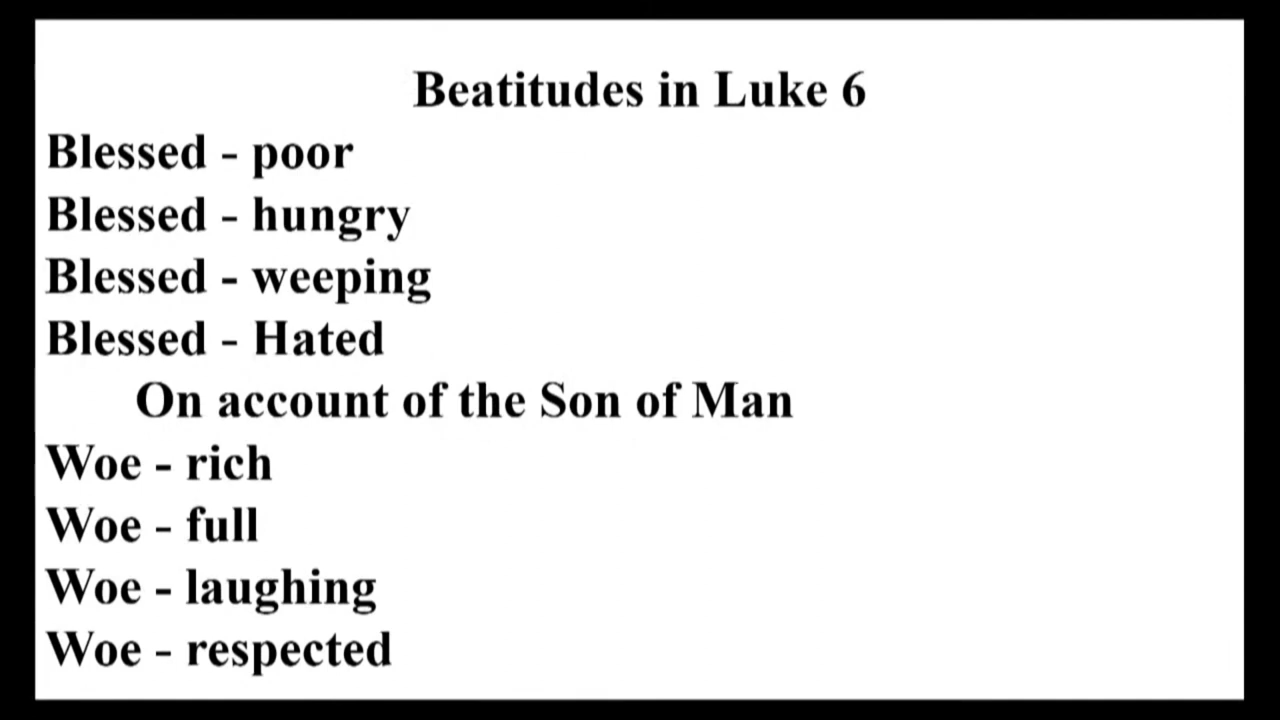 Beatitudes in Luke 6
Blessed - poor
Blessed - hungry
Blessed - weeping
Blessed - Hated
On account of the Son of Man
Woe - rich
Woe - full
Woe - laughing
Woe - respected